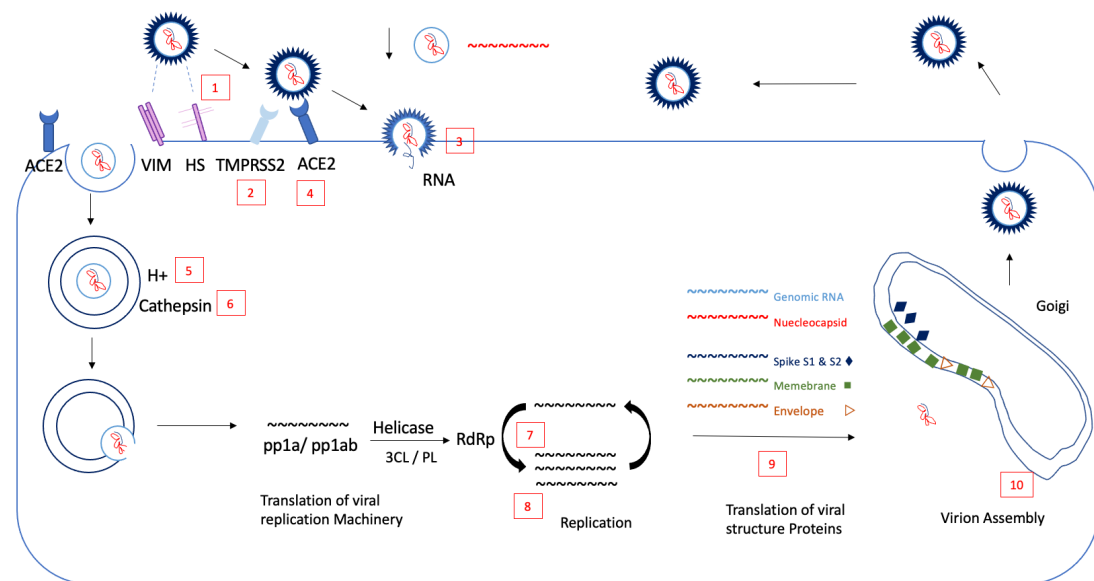 1
3
ACE2
VIM
HS
TMPRSS2
ACE2
RNA
2
4
H+
5
Cathepsin
6
Genomic RNA
Nuecleocapsid
Spike S1 & S2
Memebrane
Envelope
Goigi
pp1a/ pp1ab
Helicase
3CL / PL
RdRp
7
8
9
10
Translation of viral
replication Machinery
Replication
Translation of viral
structure Proteins
Virion Assembly